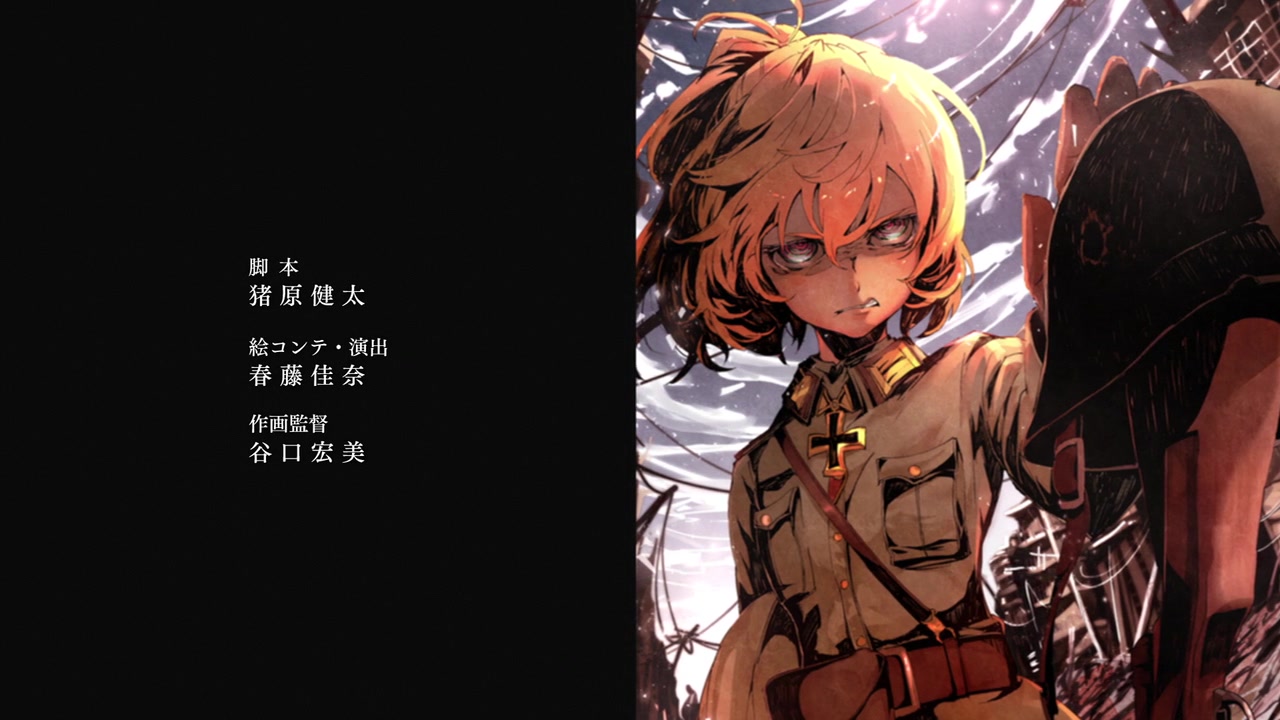 脚本
猪原健太
絵コンテ・演出
春藤佳奈
作画監督
谷口宏美